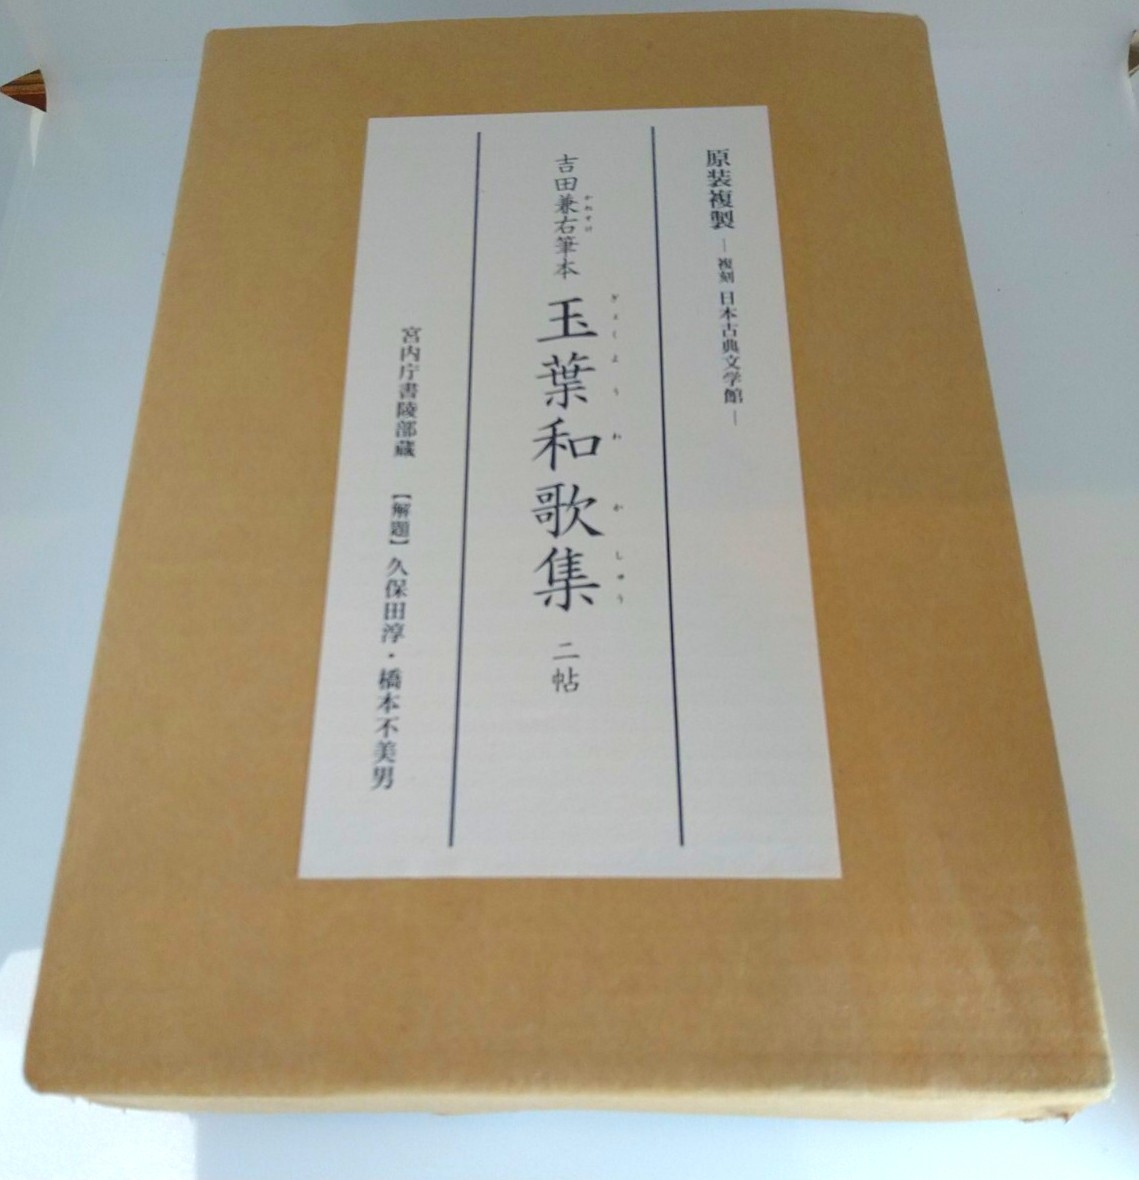 原装複製 ―複刻 日本古典文学館―
吉田兼右筆本 玉葉和歌集 二帖
かねすけ
ぎょくようわかしゅう
宮内庁書陵部蔵 【解題】久保田淳・橋本不美男